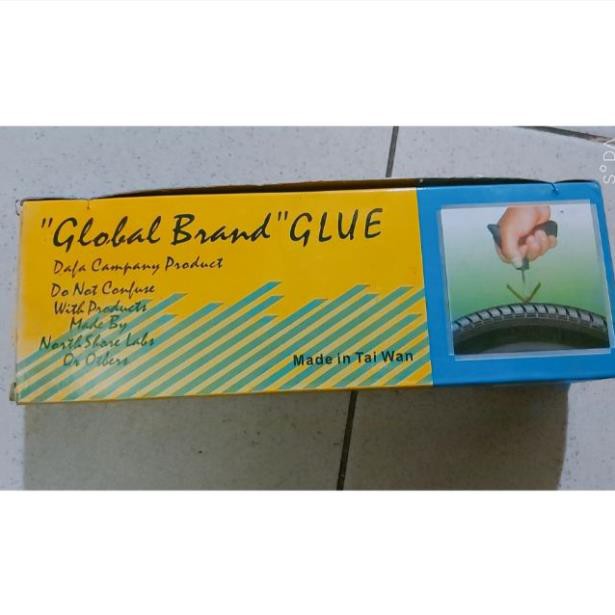 "Global Brand" GLUE
Dafa Campany Product
Do Not Confuse
With Products
Made By
North Shore Labs
Or Others
Made in Tai Wan